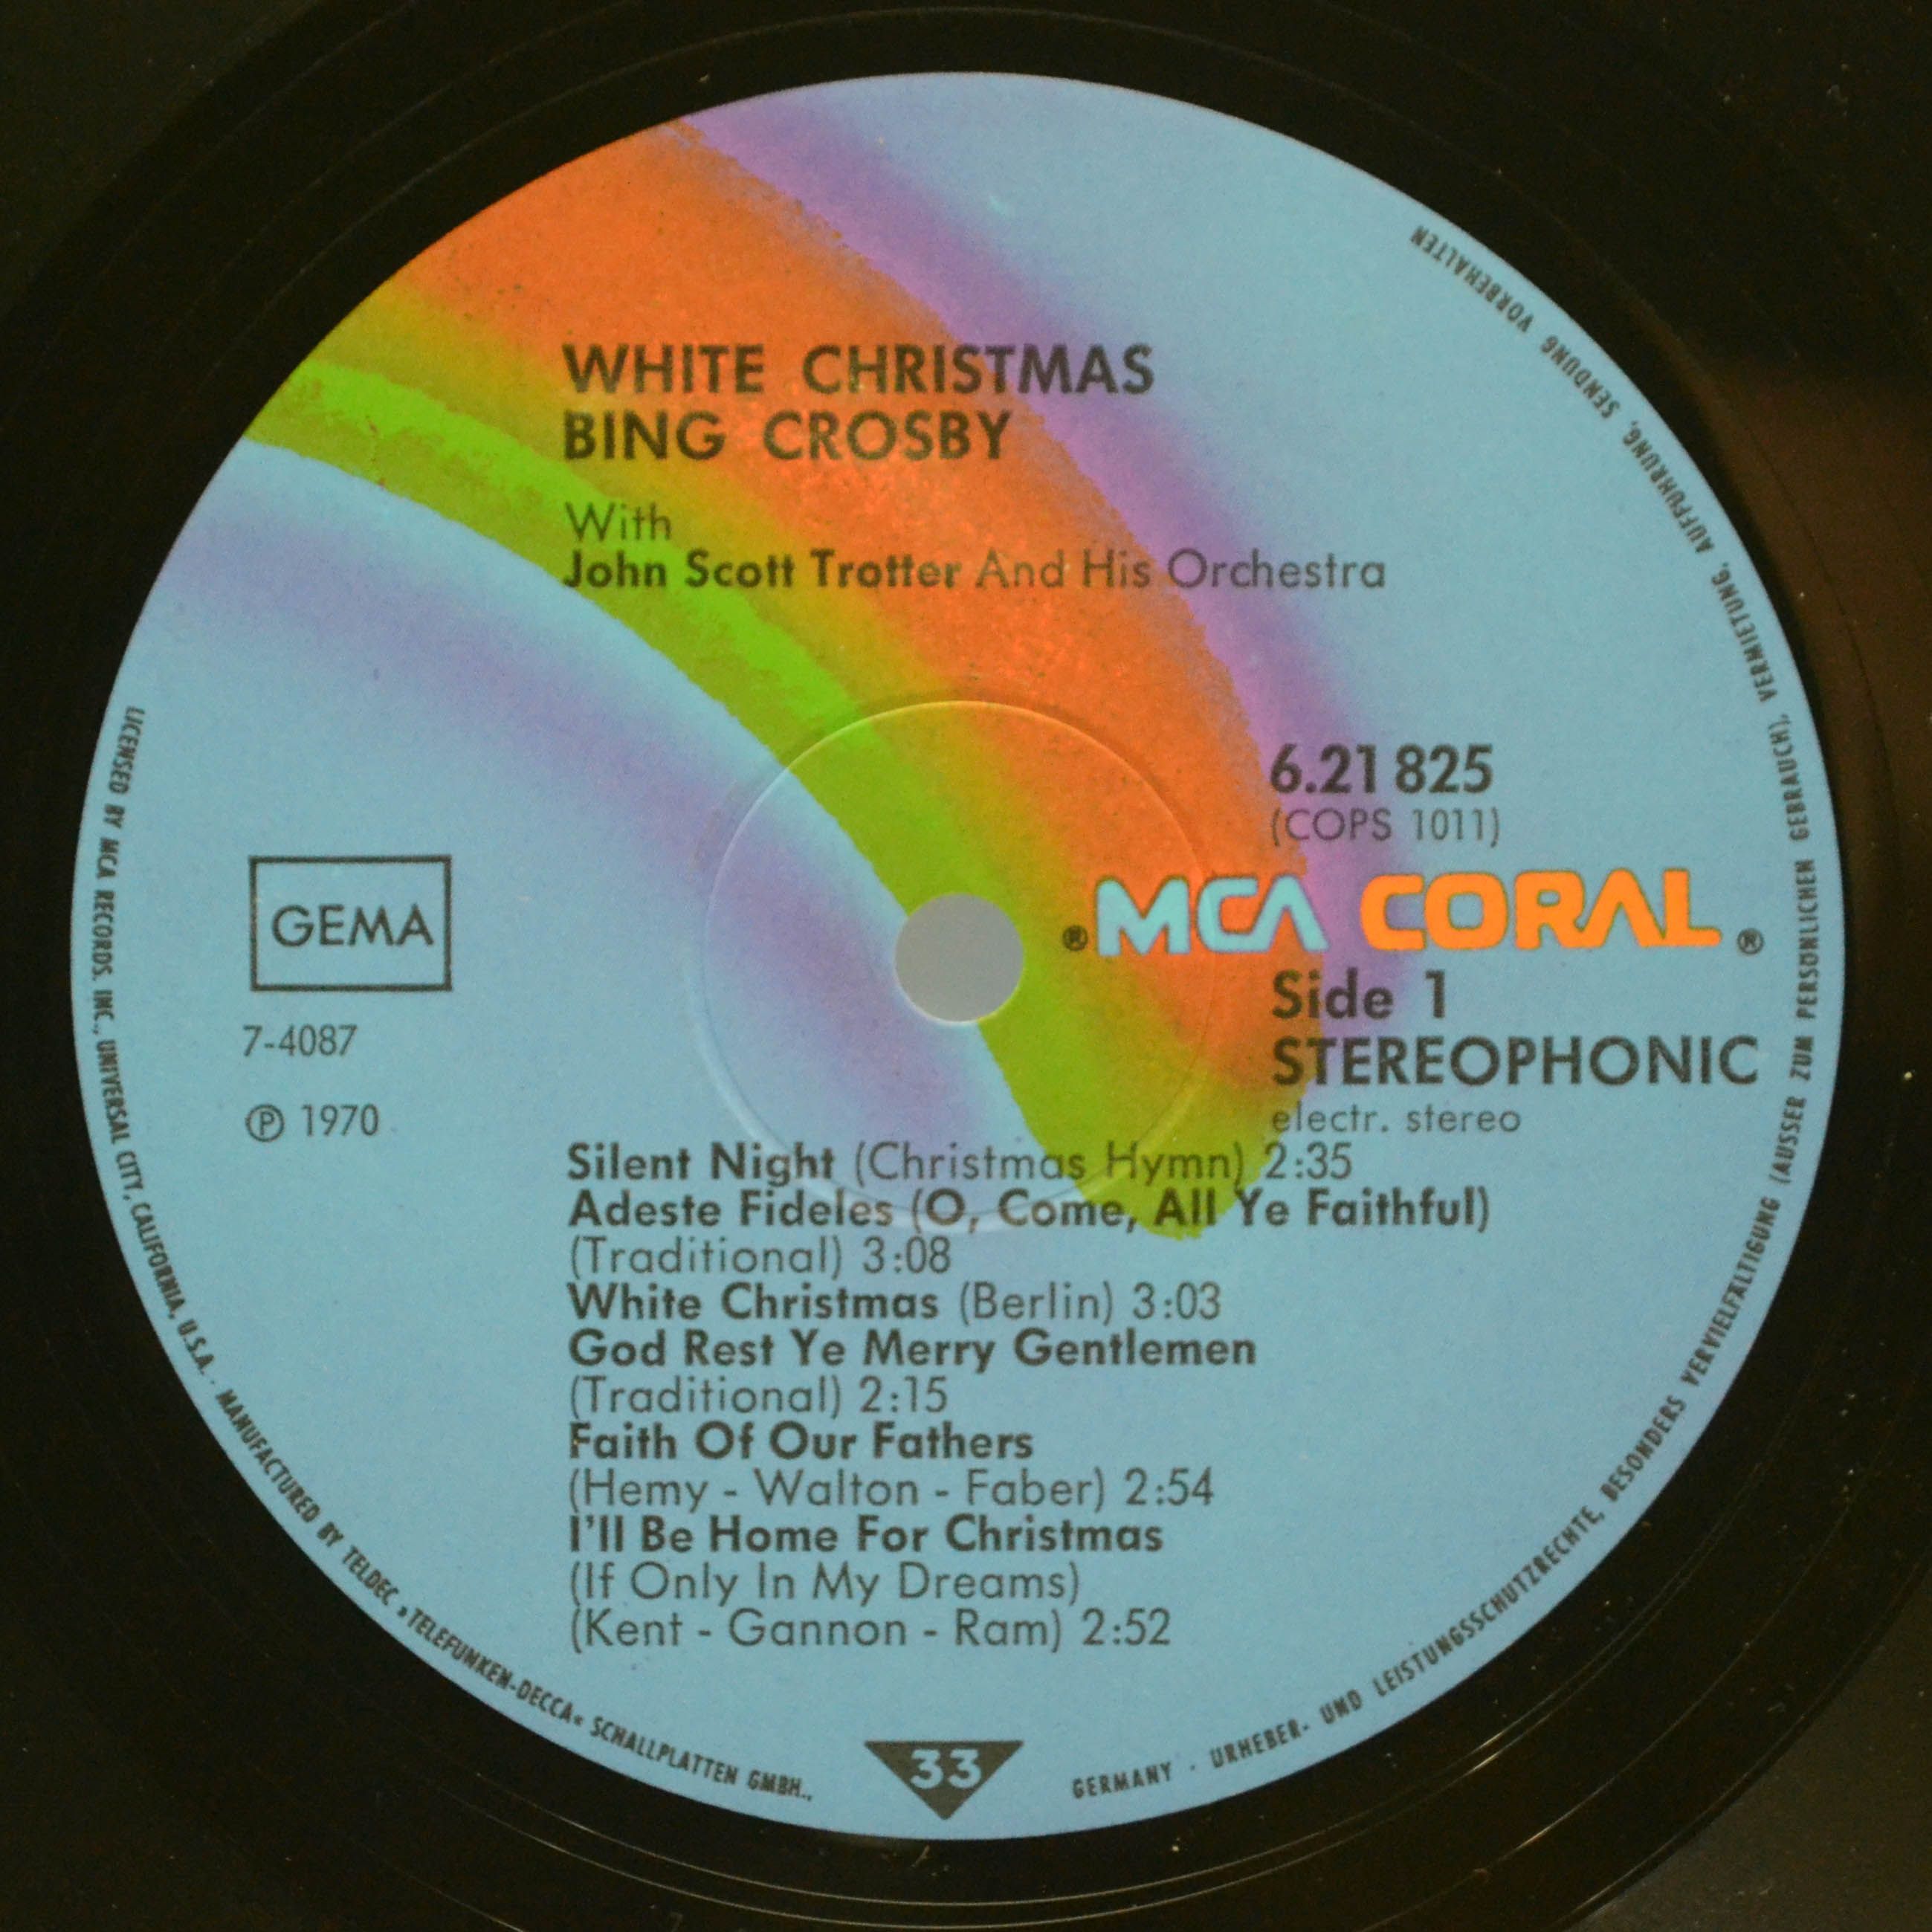 WHITE CHRISTMAS
BING CROSBY
With
John Scott Trotter And His Orchestra
6.21 825
(COPS 1011)
® MCA CORAL ®
Side 1
STEREOPHONIC
electr. stereo
GEMA
7-4087
℗ 1970
Silent Night (Christmas Hymn) 2:35
Adeste Fideles (O, Come, All Ye Faithful)
(Traditional) 3:08
White Christmas (Berlin) 3:03
God Rest Ye Merry Gentlemen
(Traditional) 2:15
Faith Of Our Fathers
(Hemy - Walton - Faber) 2:54
I'll Be Home For Christmas
(If Only In My Dreams)
(Kent - Gannon - Ram) 2:52
33
LICENSED BY MCA RECORDS. INC., UNIVERSAL CITY, CALIFORNIA, U.S.A. · MANUFACTURED BY TELDEC »TELEFUNKEN-DECCA« SCHALLPLATTEN GMBH., GERMANY · URHEBER- UND LEISTUNGSSCHUTZRECHTE, BESONDERS VERVIELFÄLTIGUNG (AUSSER ZUM PERSÖNLICHEN GEBRAUCH), VERMIETUNG, AUFFÜHRUNG, SENDUNG VORBEHALTEN